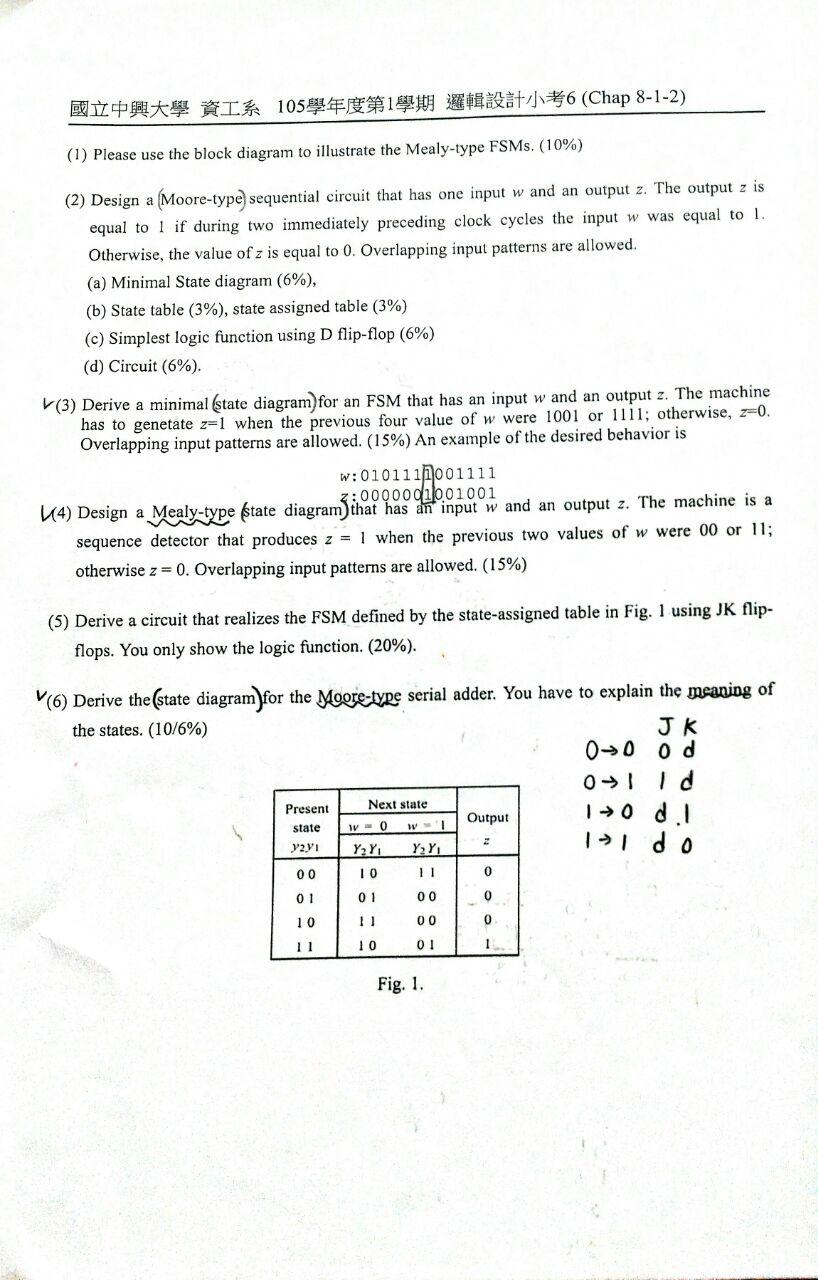 國立中興大學 資工系 105學年度第1學期 邏輯設計小考6 (Chap 8-1-2)
(1) Please use the block diagram to illustrate the Mealy-type FSMs. (10%)
(2) Design a (Moore-type) sequential circuit that has one input w and an output z. The output z is
equal to 1 if during two immediately preceding clock cycles the input w was equal to 1.
Otherwise, the value of z is equal to 0. Overlapping input patterns are allowed.
(a) Minimal State diagram (6%),
(b) State table (3%), state assigned table (3%)
(c) Simplest logic function using D flip-flop (6%)
(d) Circuit (6%).
✓(3) Derive a minimal (state diagram) for an FSM that has an input w and an output z. The machine
has to genetate z=1 when the previous four value of w were 1001 or 1111; otherwise, z=0.
Overlapping input patterns are allowed. (15%) An example of the desired behavior is
w:0101111001111
z:0000001001001
✓(4) Design a Mealy-type (state diagram) that has an input w and an output z. The machine is a
sequence detector that produces z = 1 when the previous two values of w were 00 or 11;
otherwise z = 0. Overlapping input patterns are allowed. (15%)
(5) Derive a circuit that realizes the FSM defined by the state-assigned table in Fig. 1 using JK flip-
flops. You only show the logic function. (20%).
✓(6) Derive the (state diagram) for the Moore-type serial adder. You have to explain the meaning of
the states. (10/6%)
J K
0→0 0 d
0→1 1 d
1→0 d 1
1→1 d 0
Present Next state Output
state w = 0 w = 1 z
y2y1 Y2Y1 Y2Y1
00 10 11 0
01 01 00 0
10 11 00 0
11 10 01 1
Fig. 1.